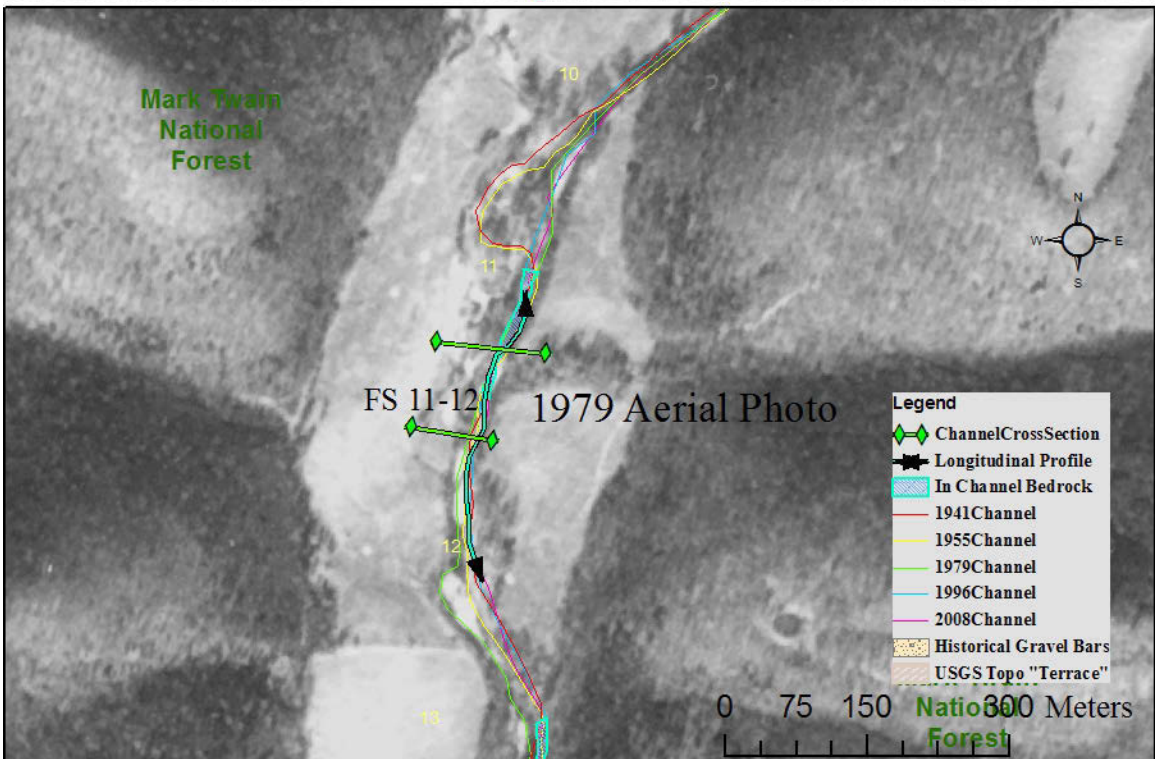 10
Mark Twain
National
Forest
N
W E
S
11
FS 11-12
1979 Aerial Photo
Legend
ChannelCrossSection
Longitudinal Profile
In Channel Bedrock
1941Channel
1955Channel
1979Channel
1996Channel
2008Channel
Historical Gravel Bars
USGS Topo "Terrace"
12
13
National
Forest
0 75 150 300 Meters